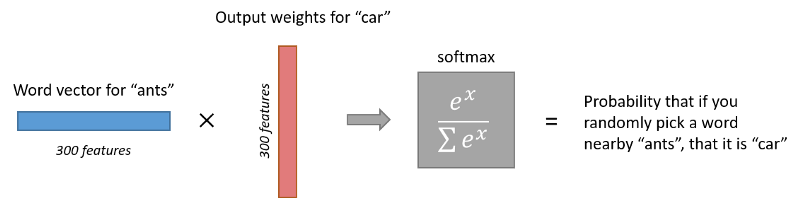 Output weights for “car”
softmax
Word vector for “ants”
300 features
×
300 features
e^x
∑ e^x
=
Probability that if you
randomly pick a word
nearby “ants”, that it is “car”